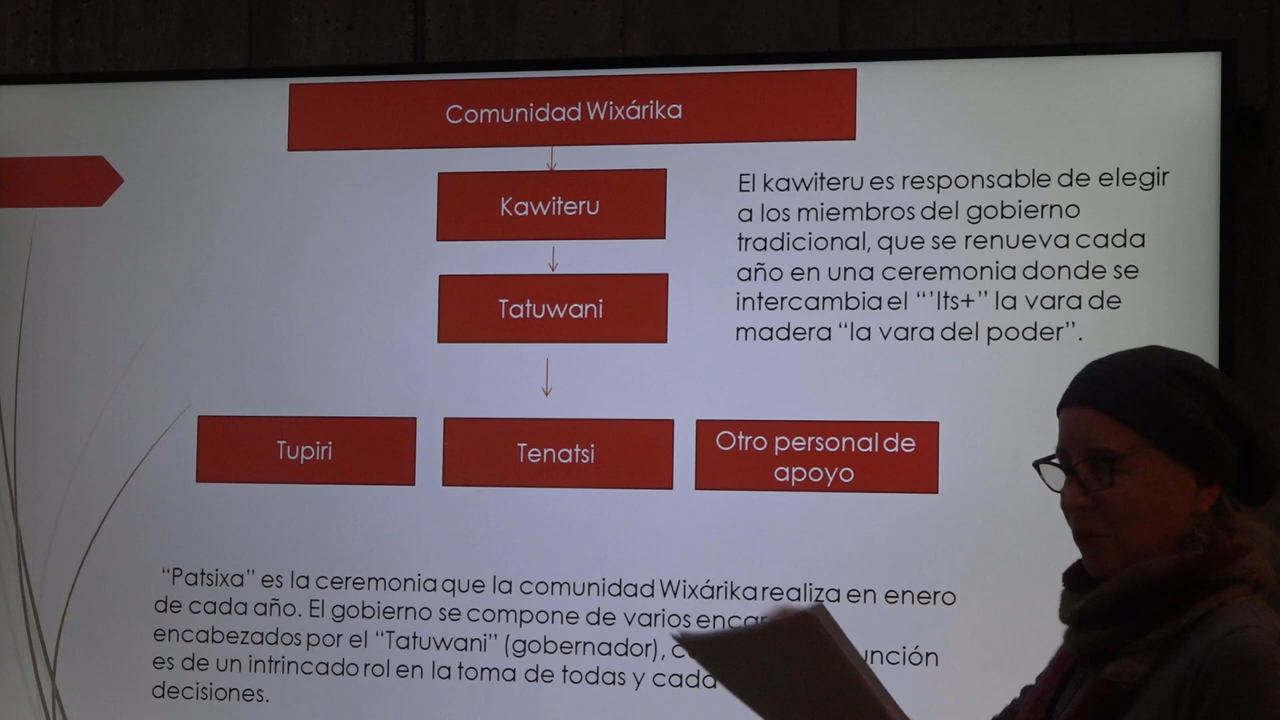 Comunidad Wixárika
Kawiteru
El kawiteru es responsable de elegir
a los miembros del gobierno
tradicional, que se renueva cada
año en una ceremonia donde se
intercambia el “’Its+” la vara de
madera “la vara del poder”.
Tatuwani
Tupiri
Tenatsi
Otro personal de
apoyo
“Patsixa” es la ceremonia que la comunidad Wixárika realiza en enero
de cada año. El gobierno se compone de varios
encabezados por el “Tatuwani” (gobernador),
es de un intrincado rol en la toma de todas y cada
decisiones.